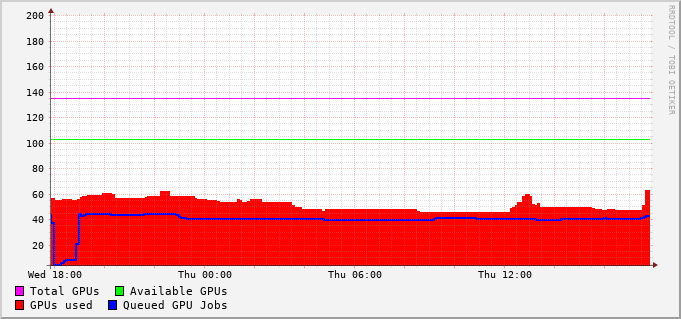 RRDTOOL / TOBI OETIKER
200
180
160
140
120
100
80
60
40
20
Wed 18:00 Thu 00:00 Thu 06:00 Thu 12:00
Total GPUs Available GPUs
GPUs used Queued GPU Jobs